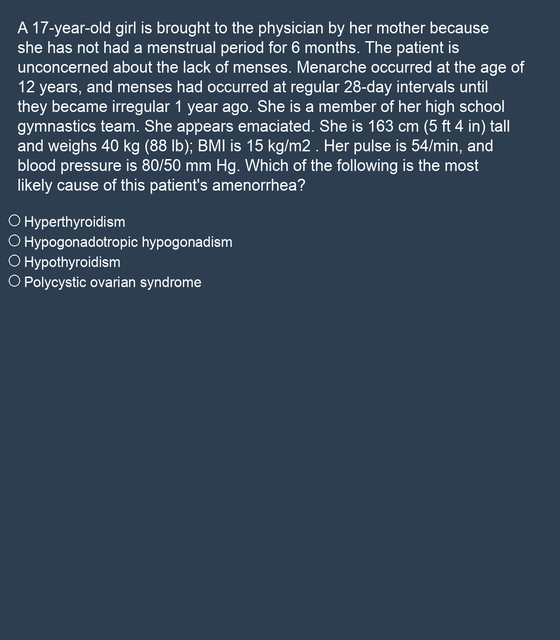 A 17-year-old girl is brought to the physician by her mother because
she has not had a menstrual period for 6 months. The patient is
unconcerned about the lack of menses. Menarche occurred at the age of
12 years, and menses had occurred at regular 28-day intervals until
they became irregular 1 year ago. She is a member of her high school
gymnastics team. She appears emaciated. She is 163 cm (5 ft 4 in) tall
and weighs 40 kg (88 lb); BMI is 15 kg/m2 . Her pulse is 54/min, and
blood pressure is 80/50 mm Hg. Which of the following is the most
likely cause of this patient's amenorrhea?
Hyperthyroidism
Hypogonadotropic hypogonadism
Hypothyroidism
Polycystic ovarian syndrome